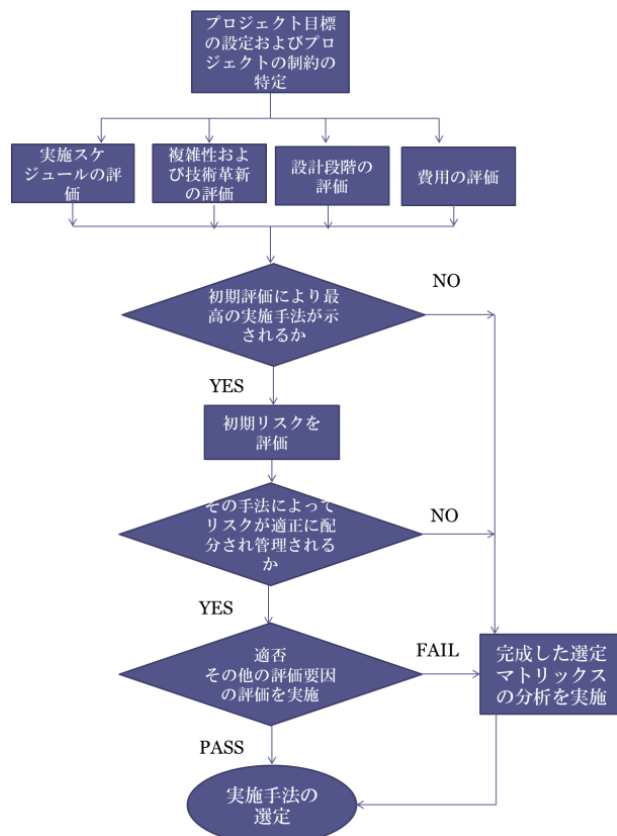 プロジェクト目標
の設定およびプロ
ジェクトの制約の
特定
実施スケ
ジュールの評
価
複雑性およ
び技術革新
の評価
設計段階の
評価
費用の評価
初期評価により最
高の実施手法が示
されるか
NO
YES
初期リスクを
評価
その手法によって
リスクが適正に配
分され管理される
か
NO
YES
適否
その他の評価要因
の評価を実施
FAIL
完成した選定
マトリックス
の分析を実施
PASS
実施手法の
選定